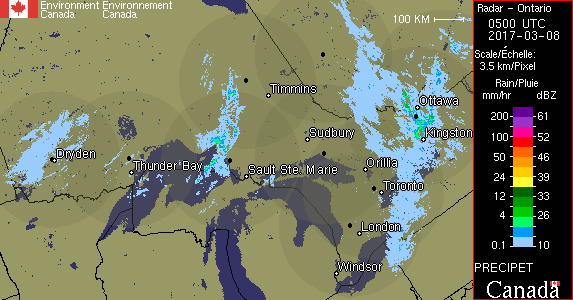 Environment Environnement
Canada Canada
100 KM
Timmins
Ottawa
Sudbury
Kingston
Dryden
Thunder Bay
Sault Ste. Marie
Orillia
Toronto
London
Windsor
Radar - Ontario
0500 UTC
2017-03-08
Scale/Échelle:
3.5 km/Pixel
Rain/Pluie
mm/hr dBZ
200 61
100 52
50 46
24 39
12 33
4 26
0.1 10
PRECIPET
Canada